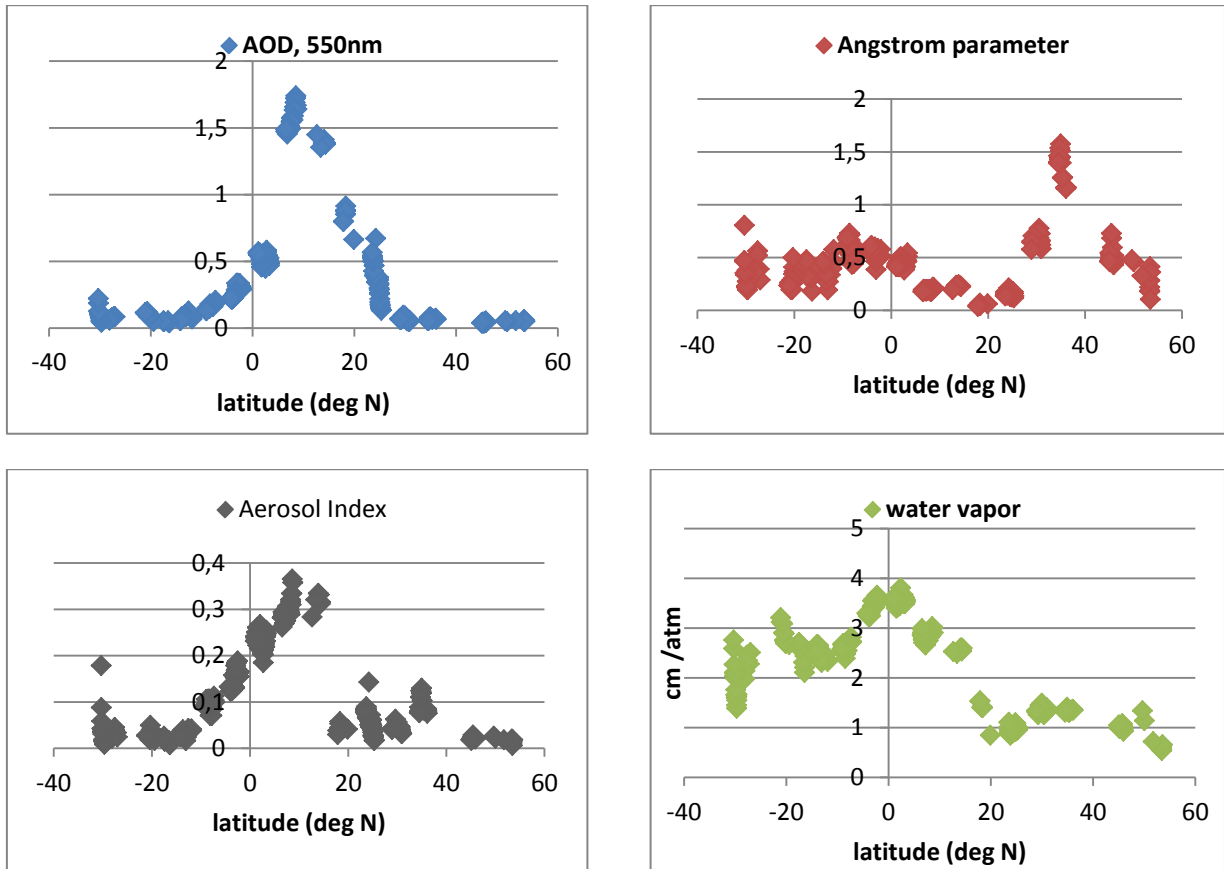 AOD, 550nm
2
1,5
1
0,5
0
-40 -20 0 20 40 60
latitude (deg N)
Angstrom parameter
2
1,5
1
0,5
0
-40 -20 0 20 40 60
latitude (deg N)
Aerosol Index
0,4
0,3
0,2
0,1
0
-40 -20 0 20 40 60
latitude (deg N)
water vapor
5
4
3
2
1
0
cm /atm
-40 -20 0 20 40 60
latitude (deg N)